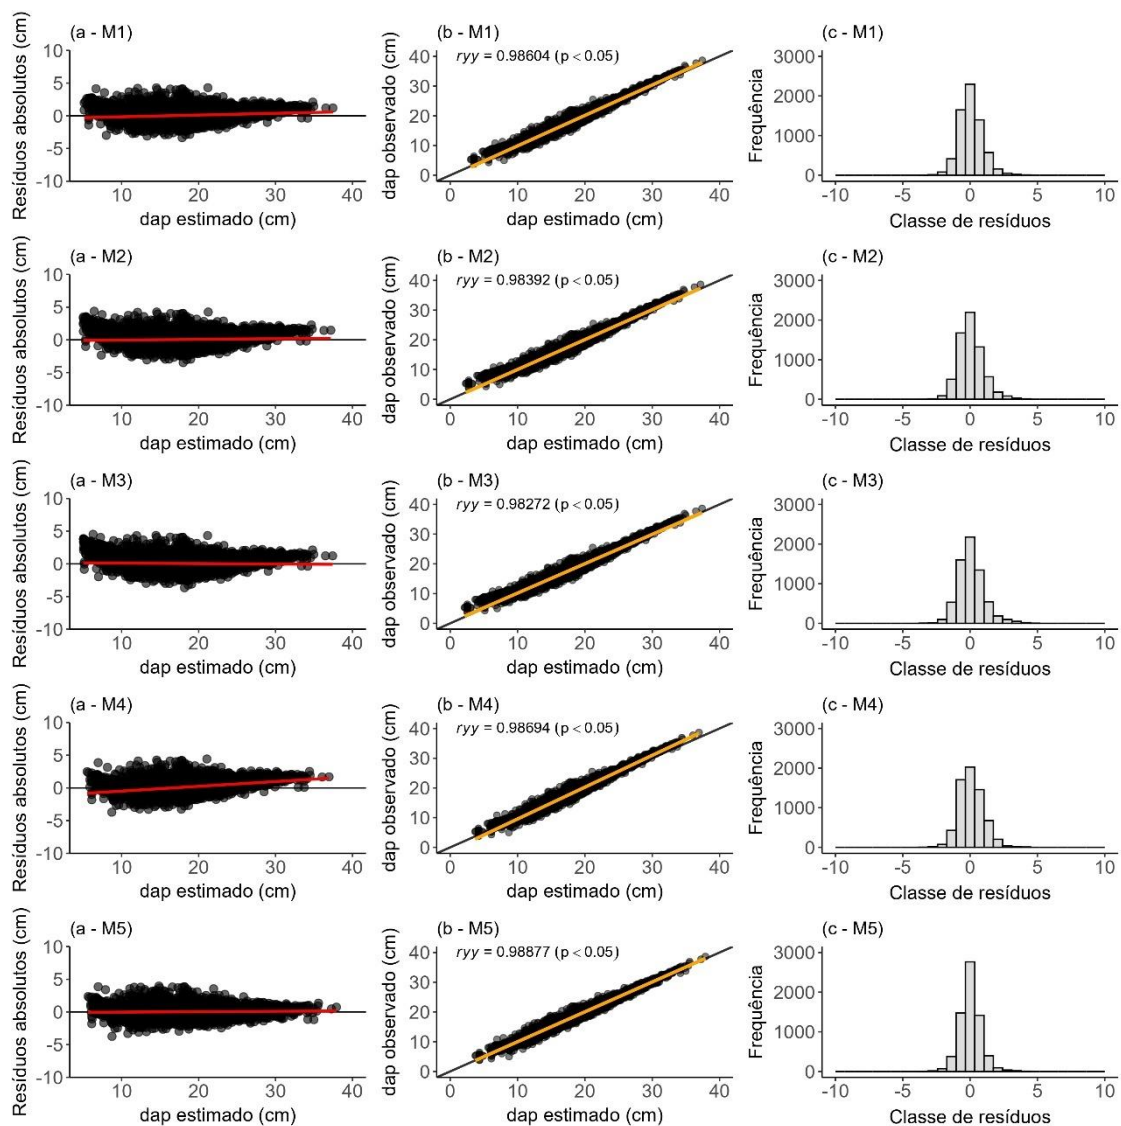 (a - M1)
Resíduos absolutos (cm)
10
5
0
-5
-10
10 20 30 40
dap estimado (cm)
(b - M1)
ryy = 0.98604 (p < 0.05)
dap observado (cm)
40
30
20
10
0
0 10 20 30 40
dap estimado (cm)
(c - M1)
Frequência
3000
2000
1000
0
-10 -5 0 5 10
Classe de resíduos
(a - M2)
Resíduos absolutos (cm)
10
5
0
-5
-10
10 20 30 40
dap estimado (cm)
(b - M2)
ryy = 0.98392 (p < 0.05)
dap observado (cm)
40
30
20
10
0
0 10 20 30 40
dap estimado (cm)
(c - M2)
Frequência
3000
2000
1000
0
-10 -5 0 5 10
Classe de resíduos
(a - M3)
Resíduos absolutos (cm)
10
5
0
-5
-10
10 20 30 40
dap estimado (cm)
(b - M3)
ryy = 0.98272 (p < 0.05)
dap observado (cm)
40
30
20
10
0
0 10 20 30 40
dap estimado (cm)
(c - M3)
Frequência
3000
2000
1000
0
-10 -5 0 5 10
Classe de resíduos
(a - M4)
Resíduos absolutos (cm)
10
5
0
-5
-10
10 20 30 40
dap estimado (cm)
(b - M4)
ryy = 0.98694 (p < 0.05)
dap observado (cm)
40
30
20
10
0
0 10 20 30 40
dap estimado (cm)
(c - M4)
Frequência
3000
2000
1000
0
-10 -5 0 5 10
Classe de resíduos
(a - M5)
Resíduos absolutos (cm)
10
5
0
-5
-10
10 20 30 40
dap estimado (cm)
(b - M5)
ryy = 0.98877 (p < 0.05)
dap observado (cm)
40
30
20
10
0
0 10 20 30 40
dap estimado (cm)
(c - M5)
Frequência
3000
2000
1000
0
-10 -5 0 5 10
Classe de resíduos